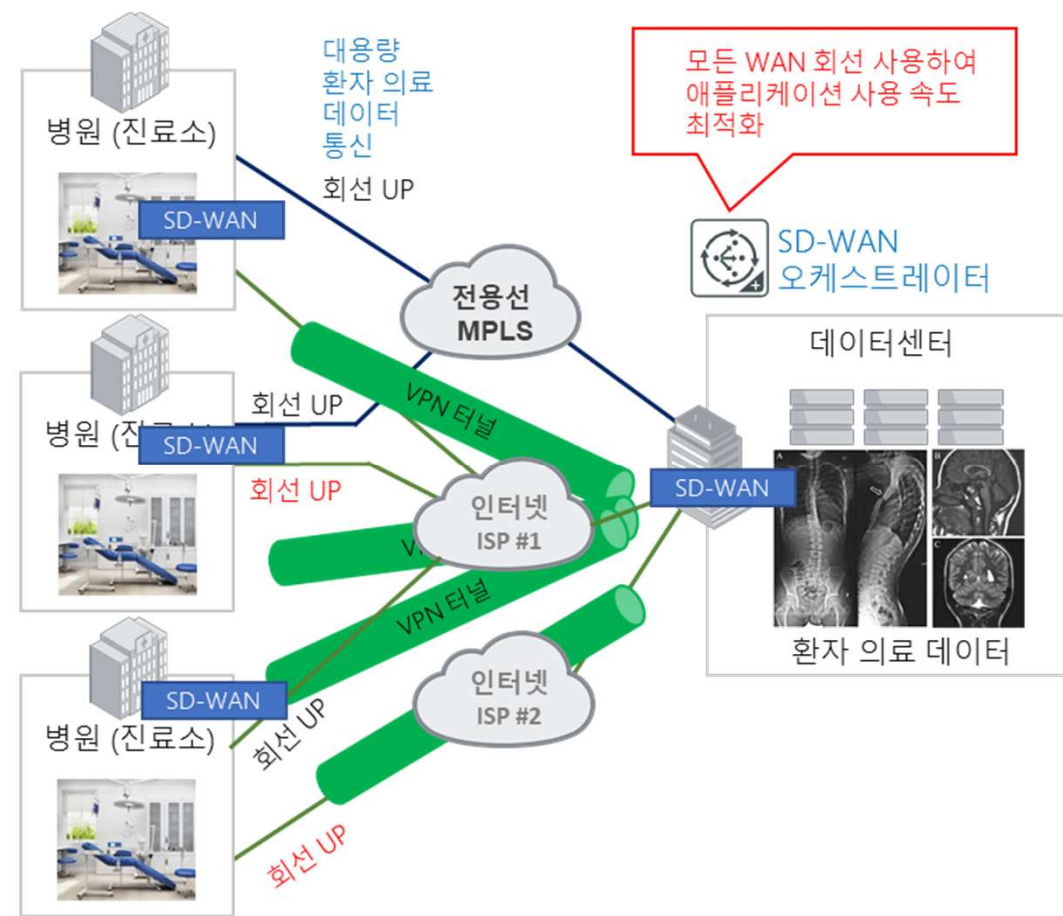 병원 (진료소)
SD-WAN
대용량
환자 의료
데이터
통신
회선 UP
모든 WAN 회선 사용하여
애플리케이션 사용 속도
최적화
SD-WAN
오케스트레이터
전용선
MPLS
데이터센터
회선 UP
VPN 터널
병원
SD-WAN
회선 UP
인터넷
ISP #1
SD-WAN
A
B
C
환자 의료 데이터
VPN 터널
인터넷
ISP #2
SD-WAN
병원 (진료소)
회선 UP
회선 UP